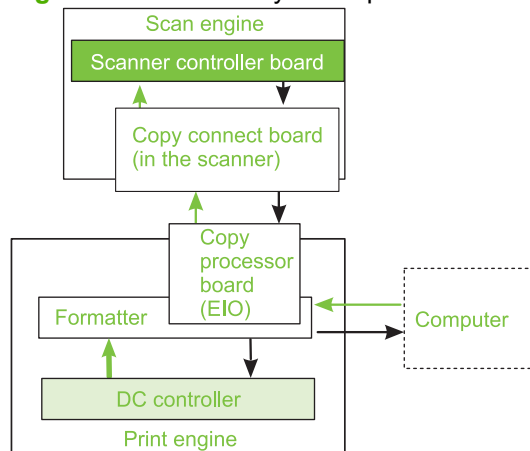 Scan engine
Scanner controller board
Copy connect board
(in the scanner)
Copy
processor
board
(EIO)
Formatter
Computer
DC controller
Print engine